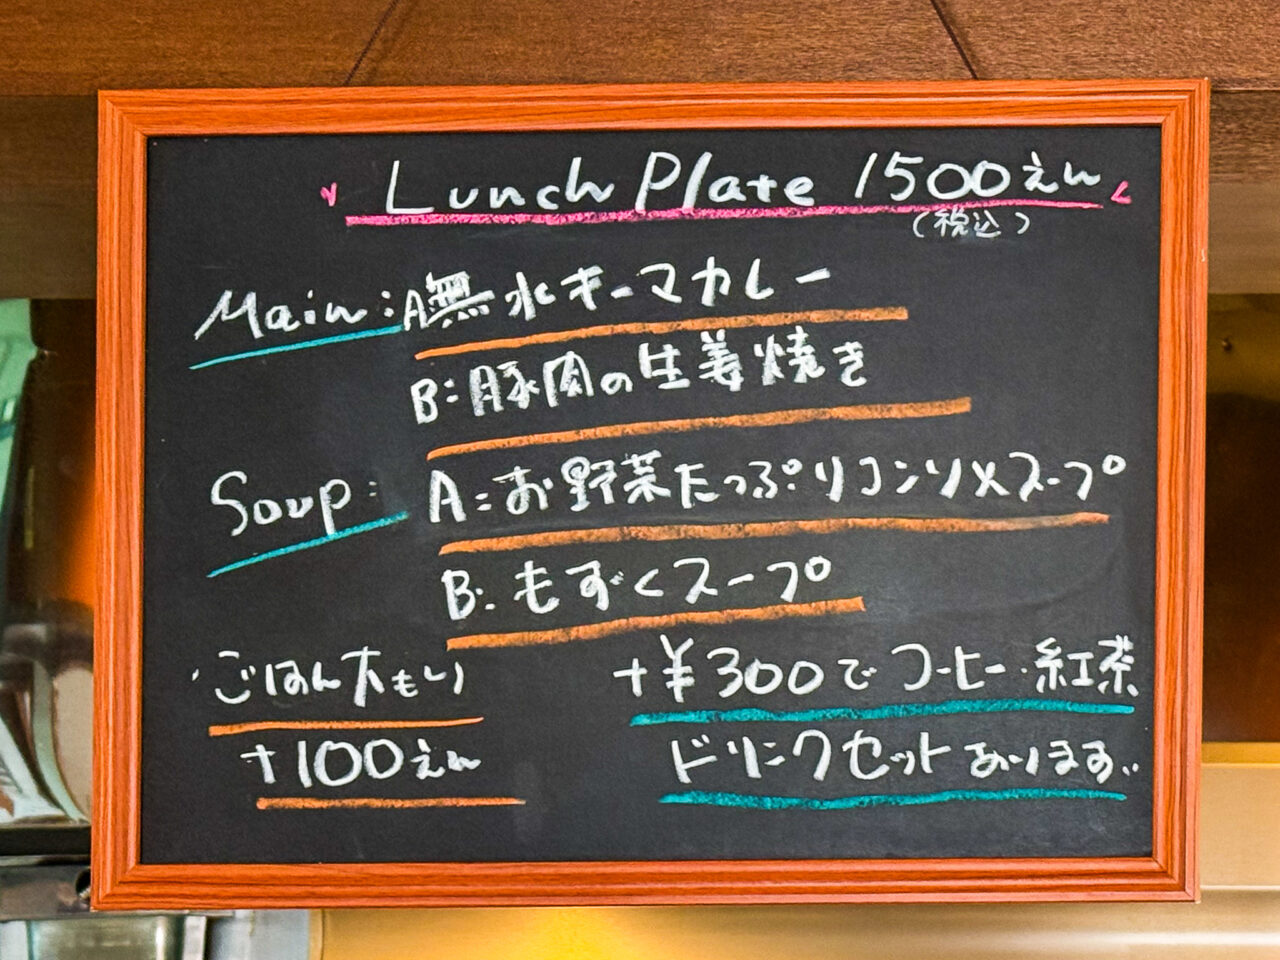 Lunch Plate 1500えん
(税込)
Main: A無水キーマカレー
B:豚肉の生姜焼き
Soup: A:お野菜たっぷりコンソメスープ
B:もずくスープ
・ごはん大もり
+100えん
+¥300でコーヒー・紅茶
ドリンクセットあります。